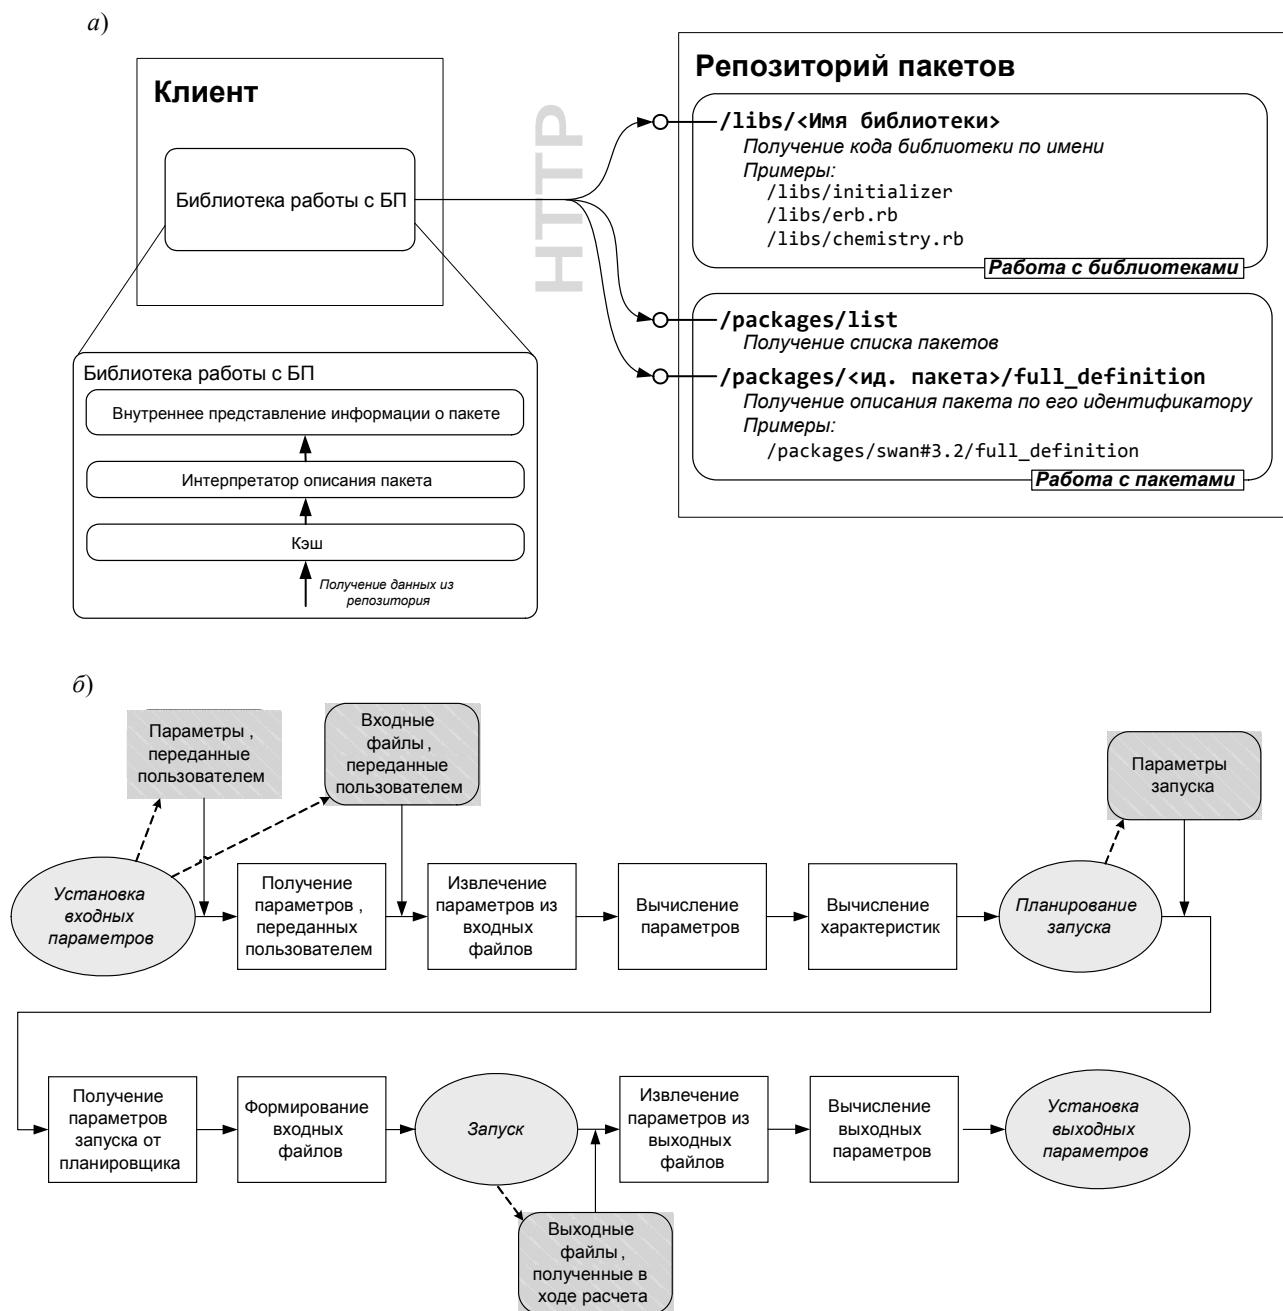 а)
Клиент
Библиотека работы с БП
HTTP
Репозиторий пакетов
/libs/<Имя библиотеки>
Получение кода библиотеки по имени
Примеры:
/libs/initializer
/libs/erb.rb
/libs/chemistry.rb
Работа с библиотеками
/packages/list
Получение списка пакетов
/packages/<ид. пакета>/full_definition
Получение описания пакета по его идентификатору
Примеры:
/packages/swan#3.2/full_definition
Работа с пакетами
Библиотека работы с БП
Внутреннее представление информации о пакете
Интерпретатор описания пакета
Кэш
Получение данных из
репозитория
б)
Параметры ,
переданные
пользователем
Входные
файлы ,
переданные
пользователем
Параметры
запуска
Установка
входных
параметров
Получение
параметров ,
переданных
пользователем
Извлечение
параметров из
входных
файлов
Вычисление
параметров
Вычисление
характеристик
Планирование
запуска
Получение
параметров
запуска от
планировщика
Формирование
входных
файлов
Запуск
Извлечение
параметров из
выходных
файлов
Вычисление
выходных
параметров
Установка
выходных
параметров
Выходные
файлы ,
полученные в
ходе расчета